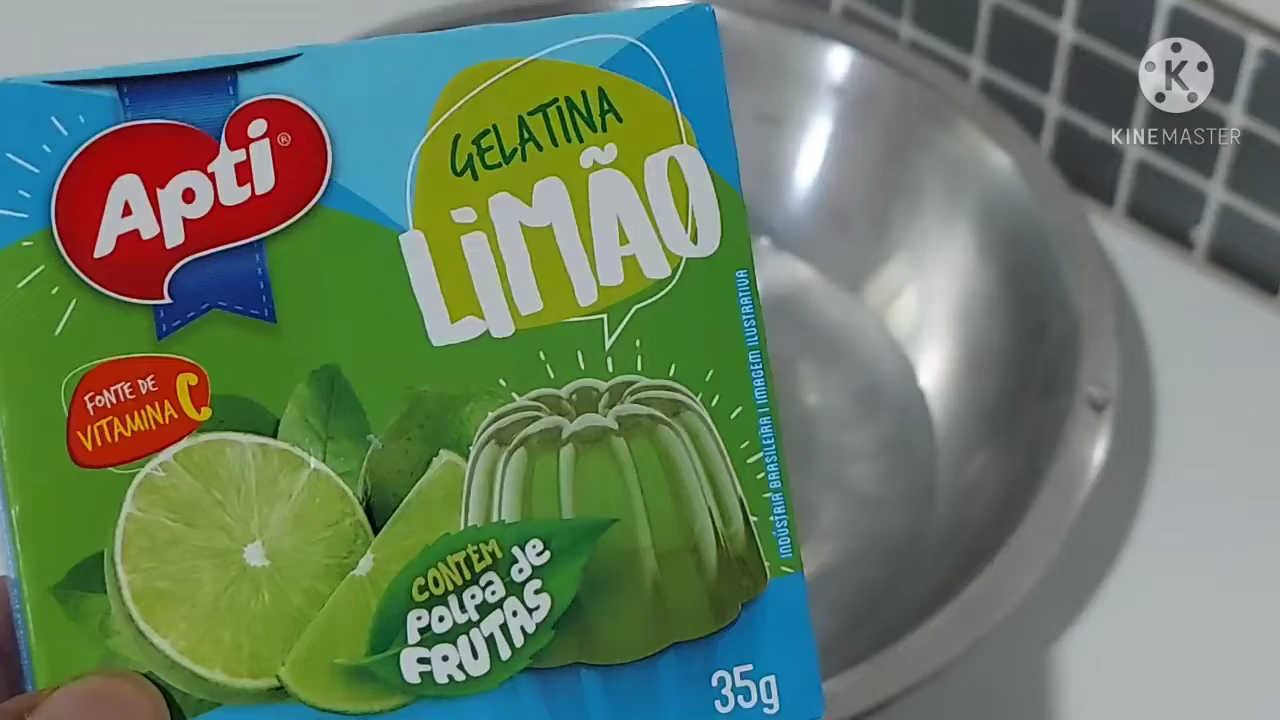 Apti®
GELATINA
LIMÃO
FONTE DE
VITAMINA C
CONTÉM
POLPA de
FRUTAS
35g
INDÚSTRIA BRASILEIRA | IMAGEM ILUSTRATIVA
K
KINEMASTER